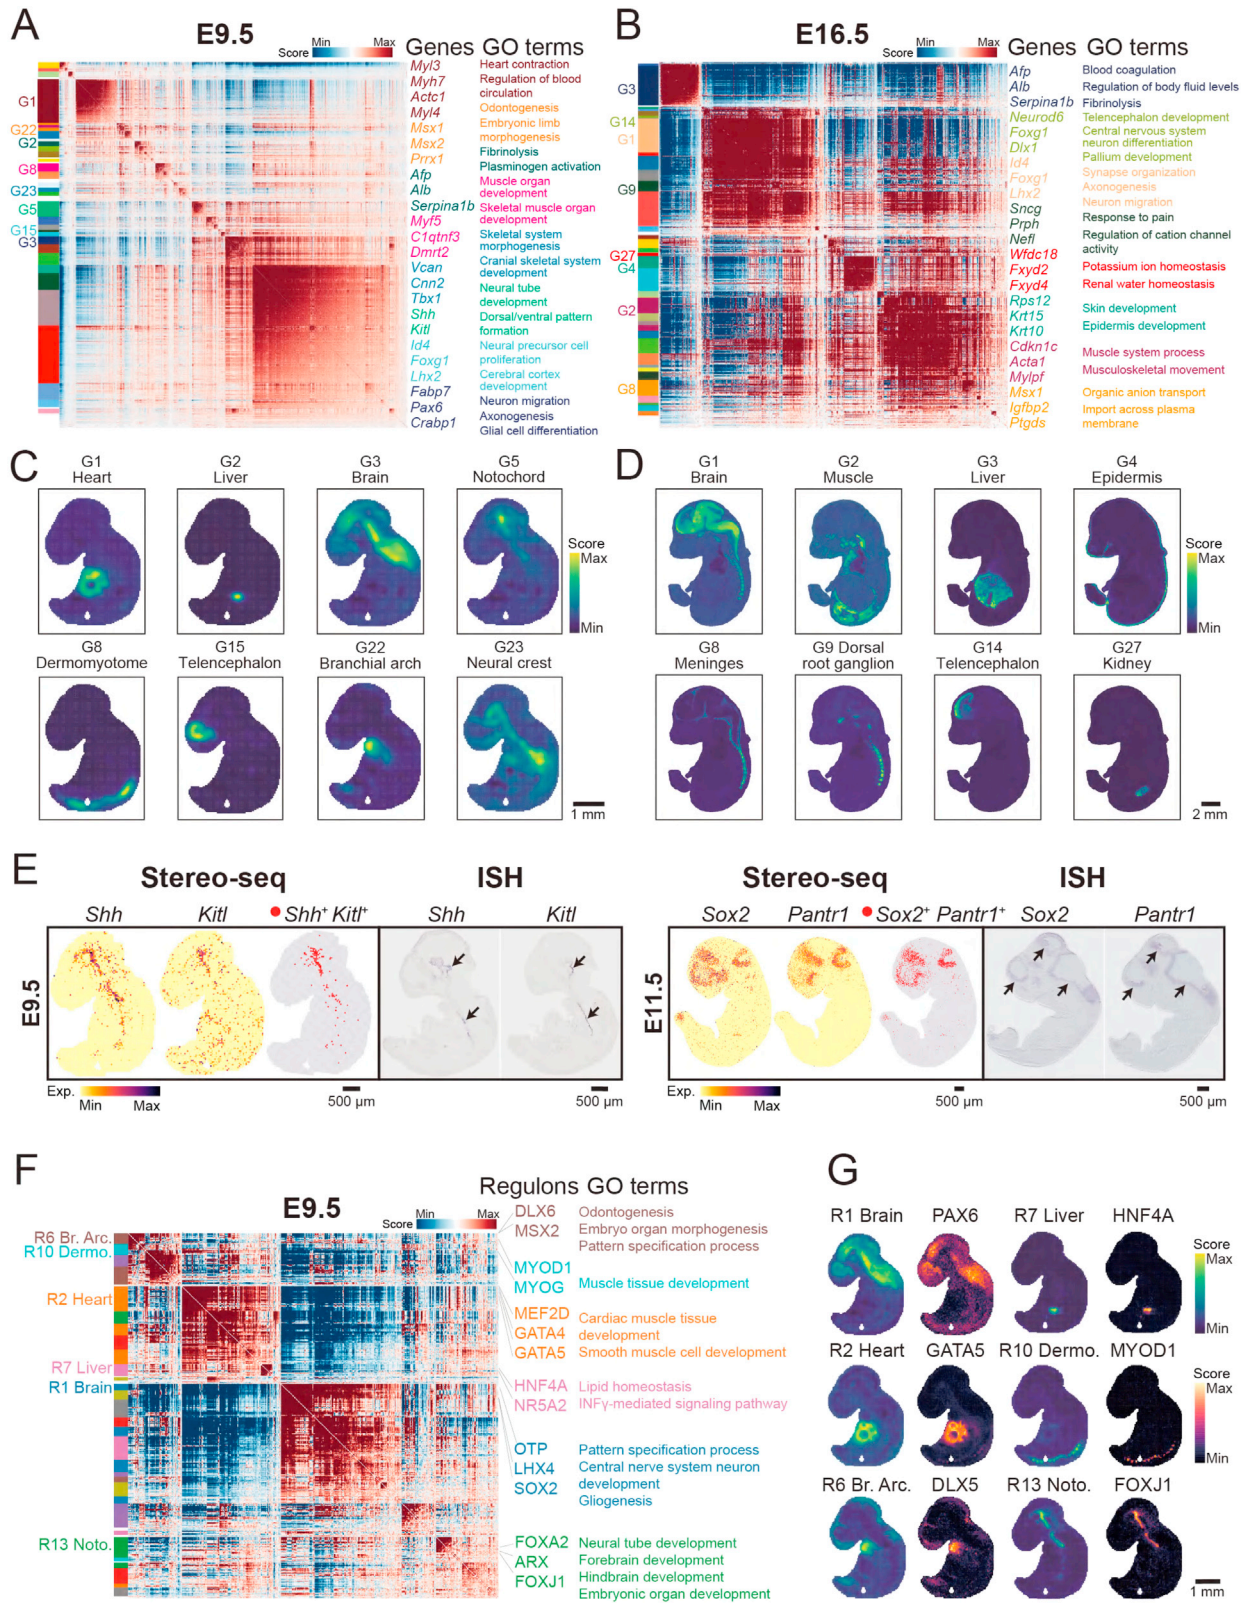 A
E9.5
Score
Min
Max
Genes
GO terms
G1
G22
G2
G8
G23
G5
G15
G3
Myl3
Myh7
Actc1
Myl4
Msx1
Msx2
Prrx1
Afp
Alb
Serpina1b
Myf5
C1qtnf3
Dmrt2
Vcan
Cnn2
Tbx1
Shh
Kitl
Id4
Foxg1
Lhx2
Fabp7
Pax6
Crabp1
Heart contraction
Regulation of blood
circulation
Odontogenesis
Embryonic limb
morphogenesis
Fibrinolysis
Plasminogen activation
Muscle organ
development
Skeletal muscle organ
development
Skeletal system
morphogenesis
Cranial skeletal system
development
Neural tube
development
Dorsal/ventral pattern
formation
Neural precursor cell
proliferation
Cerebral cortex
development
Neuron migration
Axonogenesis
Glial cell differentiation
B
E16.5
Score
Min
Max
Genes
GO terms
G3
G14
G1
G9
G27
G4
G2
G8
Afp
Alb
Serpina1b
Neurod6
Foxg1
Dlx1
Id4
Foxg1
Lhx2
Sncg
Prph
Nefl
Wfdc18
Fxyd2
Fxyd4
Rps12
Krt15
Krt10
Cdkn1c
Acta1
Mylpf
Msx1
Igfbp2
Ptgds
Blood coagulation
Regulation of body fluid levels
Fibrinolysis
Telencephalon development
Central nervous system
neuron differentiation
Pallium development
Synapse organization
Axonogenesis
Neuron migration
Response to pain
Regulation of cation channel
activity
Potassium ion homeostasis
Renal water homeostasis
Skin development
Epidermis development
Muscle system process
Musculoskeletal movement
Organic anion transport
Import across plasma
membrane
C
G1
Heart
G2
Liver
G3
Brain
G5
Notochord
Score
Max
Min
G8
Dermomyotome
G15
Telencephalon
G22
Branchial arch
G23
Neural crest
1 mm
D
G1
Brain
G2
Muscle
G3
Liver
G4
Epidermis
Score
Max
Min
G8
Meninges
G9 Dorsal
root ganglion
G14
Telencephalon
G27
Kidney
2 mm
E
Stereo-seq
ISH
Shh
Kitl
Shh+ Kitl+
Shh
Kitl
E9.5
Exp.
Min
Max
500 µm
500 µm
Stereo-seq
ISH
Sox2
Pantr1
Sox2+ Pantr1+
Sox2
Pantr1
E11.5
Exp.
Min
Max
500 µm
500 µm
F
E9.5
Score
Min
Max
Regulons
GO terms
R6 Br. Arc.
R10 Dermo.
R2 Heart
R7 Liver
R1 Brain
R13 Noto.
DLX6
MSX2
MYOD1
MYOG
MEF2D
GATA4
GATA5
HNF4A
NR5A2
OTP
LHX4
SOX2
FOXA2
ARX
FOXJ1
Odontogenesis
Embryo organ morphogenesis
Pattern specification process
Muscle tissue development
Cardiac muscle tissue
development
Smooth muscle cell development
Lipid homeostasis
INFγ-mediated signaling pathway
Pattern specification process
Central nerve system neuron
development
Gliogenesis
Neural tube development
Forebrain development
Hindbrain development
Embryonic organ development
G
R1 Brain
PAX6
R7 Liver
HNF4A
Score
Max
Min
R2 Heart
GATA5
R10 Dermo.
MYOD1
Score
Max
Min
R6 Br. Arc.
DLX5
R13 Noto.
FOXJ1
1 mm